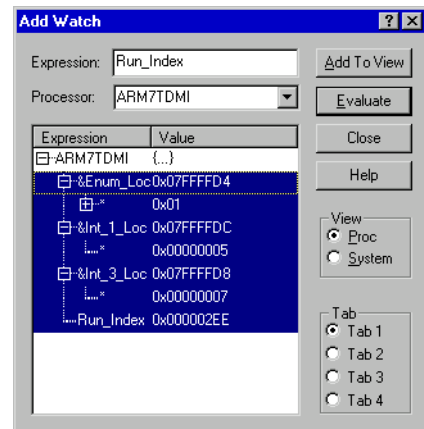 Add Watch
Expression: Run_Index Add To View
Processor: ARM7TDMI Evaluate
Expression Value Close
ARM7TDMI {...}
&Enum_Loc 0x07FFFFD4 Help
* 0x01
&Int_1_Loc 0x07FFFFDC View
* 0x00000005 Proc
&Int_3_Loc 0x07FFFFD8 System
* 0x00000007
Run_Index 0x000002EE Tab
Tab 1
Tab 2
Tab 3
Tab 4